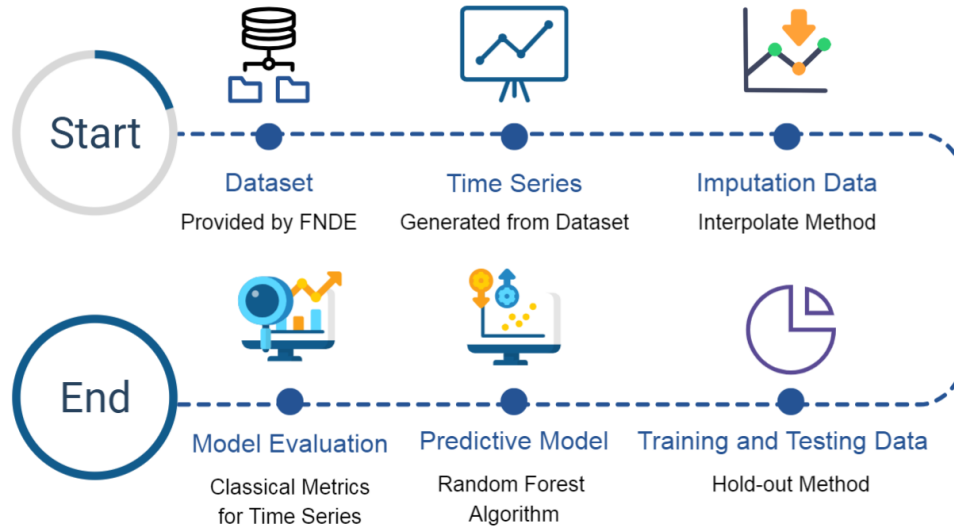 Start
Dataset
Provided by FNDE
Time Series
Generated from Dataset
Imputation Data
Interpolate Method
Training and Testing Data
Hold-out Method
Predictive Model
Random Forest
Algorithm
Model Evaluation
Classical Metrics
for Time Series
End